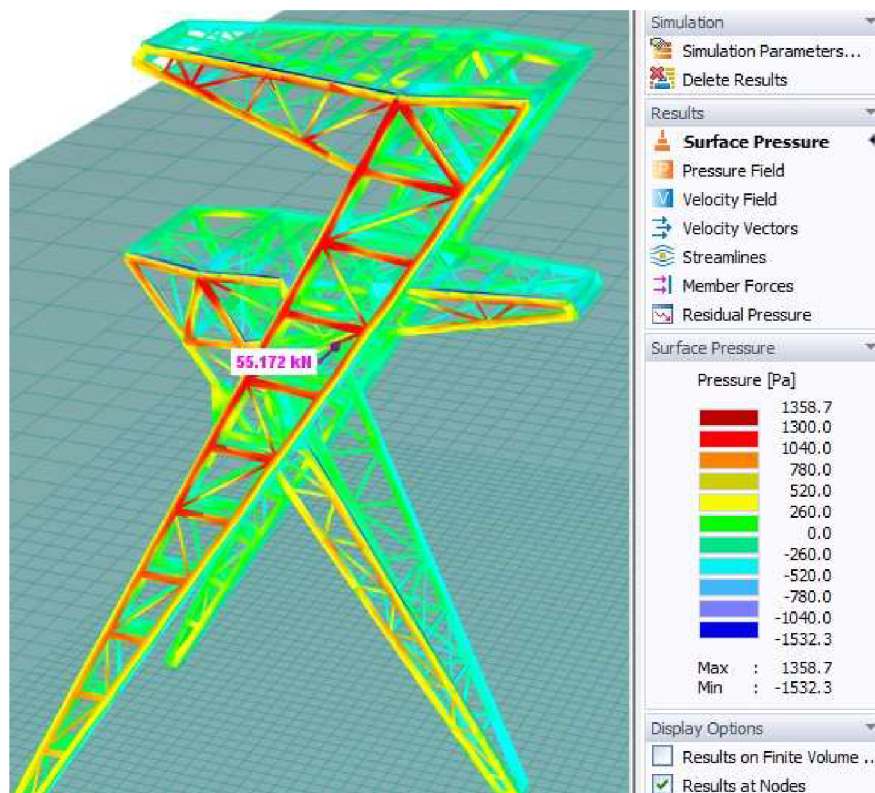 55.172 kN
Simulation
Simulation Parameters...
Delete Results
Results
Surface Pressure
Pressure Field
Velocity Field
Velocity Vectors
Streamlines
Member Forces
Residual Pressure
Surface Pressure
Pressure [Pa]
1358.7
1300.0
1040.0
780.0
520.0
260.0
0.0
-260.0
-520.0
-780.0
-1040.0
-1532.3
Max : 1358.7
Min : -1532.3
Display Options
Results on Finite Volume ...
Results at Nodes